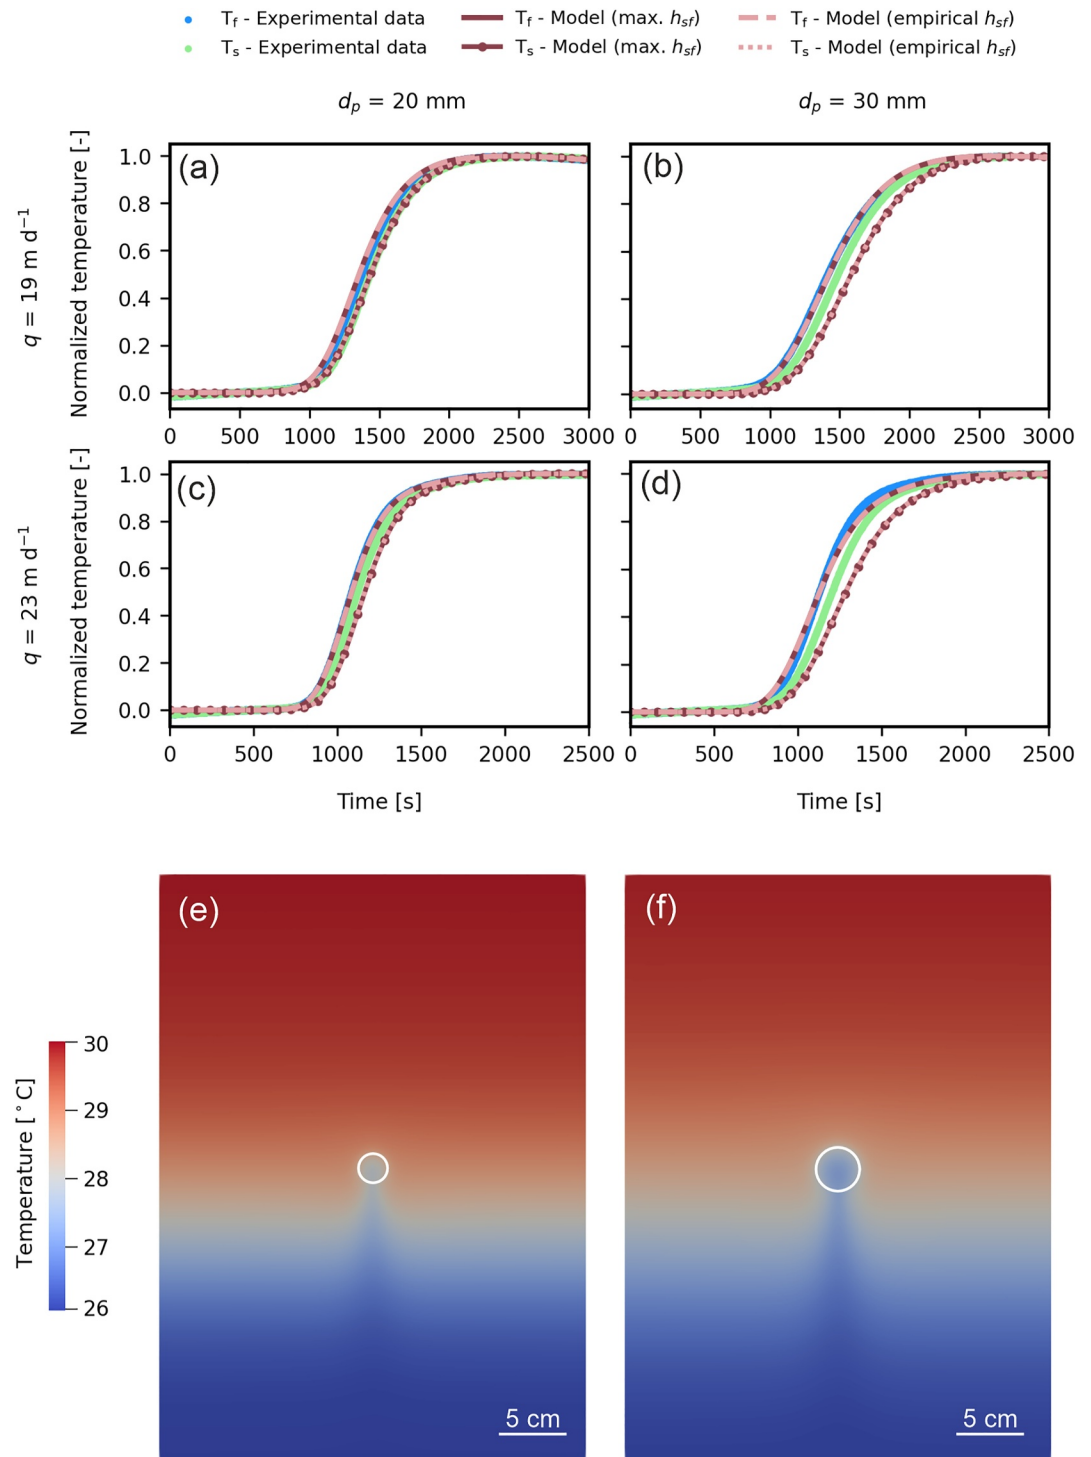 T_f - Experimental data
T_s - Experimental data
T_f - Model (max. h_sf)
T_s - Model (max. h_sf)
T_f - Model (empirical h_sf)
T_s - Model (empirical h_sf)
d_p = 20 mm
d_p = 30 mm
q = 19 m d⁻¹
Normalized temperature [-]
(a)
1.0
0.8
0.6
0.4
0.2
0.0
0 500 1000 1500 2000 2500 3000
(b)
0 500 1000 1500 2000 2500 3000
q = 23 m d⁻¹
Normalized temperature [-]
(c)
1.0
0.8
0.6
0.4
0.2
0.0
0 500 1000 1500 2000 2500
Time [s]
(d)
0 500 1000 1500 2000 2500
Time [s]
Temperature [°C]
30
29
28
27
26
(e)
5 cm
(f)
5 cm